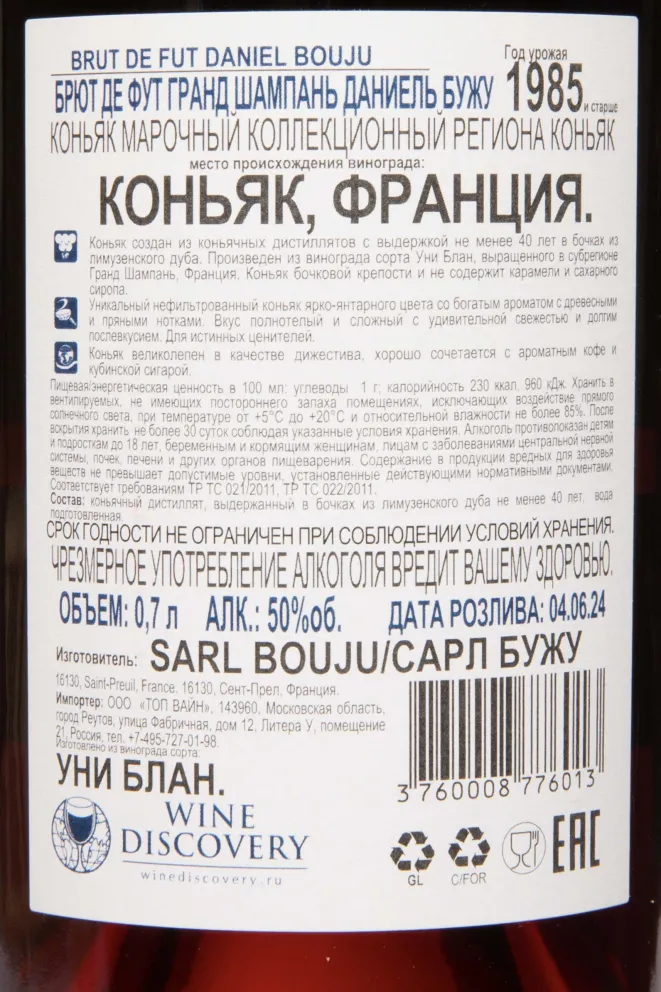 BRUT DE FUT DANIEL BOUJU
Год урожая
БРЮТ ДЕ ФУТ ГРАНД ШАМПАНЬ ДАНИЕЛЬ БУЖУ 1985 и старше
КОНЬЯК МАРОЧНЫЙ КОЛЛЕКЦИОННЫЙ РЕГИОНА КОНЬЯК
место происхождения винограда:
КОНЬЯК, ФРАНЦИЯ.
Коньяк создан из коньячных дистиллятов с выдержкой не менее 40 лет в бочках из
лимузенского дуба. Произведен из винограда сорта Уни Блан, выращенного в субрегионе
Гранд Шампань, Франция. Коньяк бочковой крепости и не содержит карамели и сахарного
сиропа.
Уникальный нефильтрованный коньяк ярко-янтарного цвета со богатым ароматом с древесными
и пряными нотками. Вкус полнотелый и сложный с удивительной свежестью и долгим
послевкусием. Для истинных ценителей.
Коньяк великолепен в качестве дижестива, хорошо сочетается с ароматным кофе и
кубинской сигарой.
Пищевая/энергетическая ценность в 100 мл: углеводы 1 г; калорийность 230 ккал, 960 кДж. Хранить в
вентилируемых, не имеющих постороннего запаха помещениях, исключающих воздействие прямого
солнечного света, при температуре от +5°С до +20°С и относительной влажности не более 85%. После
вскрытия хранить не более 30 суток соблюдая указанные условия хранения. Алкоголь противопоказан детям
и подросткам до 18 лет, беременным и кормящим женщинам, лицам с заболеваниями центральной нервной
системы, почек, печени и других органов пищеварения. Содержание в продукции вредных для здоровья
веществ не превышает допустимые уровни, установленные действующими нормативными документами.
Соответствует требованиям ТР ТС 021/2011, ТР ТС 022/2011.
Состав: коньячный дистиллят, выдержанный в бочках из лимузенского дуба не менее 40 лет, вода
подготовленная.
СРОК ГОДНОСТИ НЕ ОГРАНИЧЕН ПРИ СОБЛЮДЕНИИ УСЛОВИЙ ХРАНЕНИЯ.
ЧРЕЗМЕРНОЕ УПОТРЕБЛЕНИЕ АЛКОГОЛЯ ВРЕДИТ ВАШЕМУ ЗДОРОВЬЮ.
ОБЪЕМ: 0,7 л АЛК.: 50%об. ДАТА РОЗЛИВА: 04.06.24
Изготовитель: SARL BOUJU/САРЛ БУЖУ
16130, Saint-Preuil, France, 16130, Сент-Прел, Франция.
Импортер: ООО «ТОП ВАЙН», 143960, Московская область,
город Реутов, улица Фабричная, дом 12, Литера У, помещение
21, Россия, тел. +7-495-727-01-98.
Изготовлено из винограда сорта:
УНИ БЛАН.
3 760008 776013
WINE
DISCOVERY
winediscovery.ru
GL
C/FOR
EAC